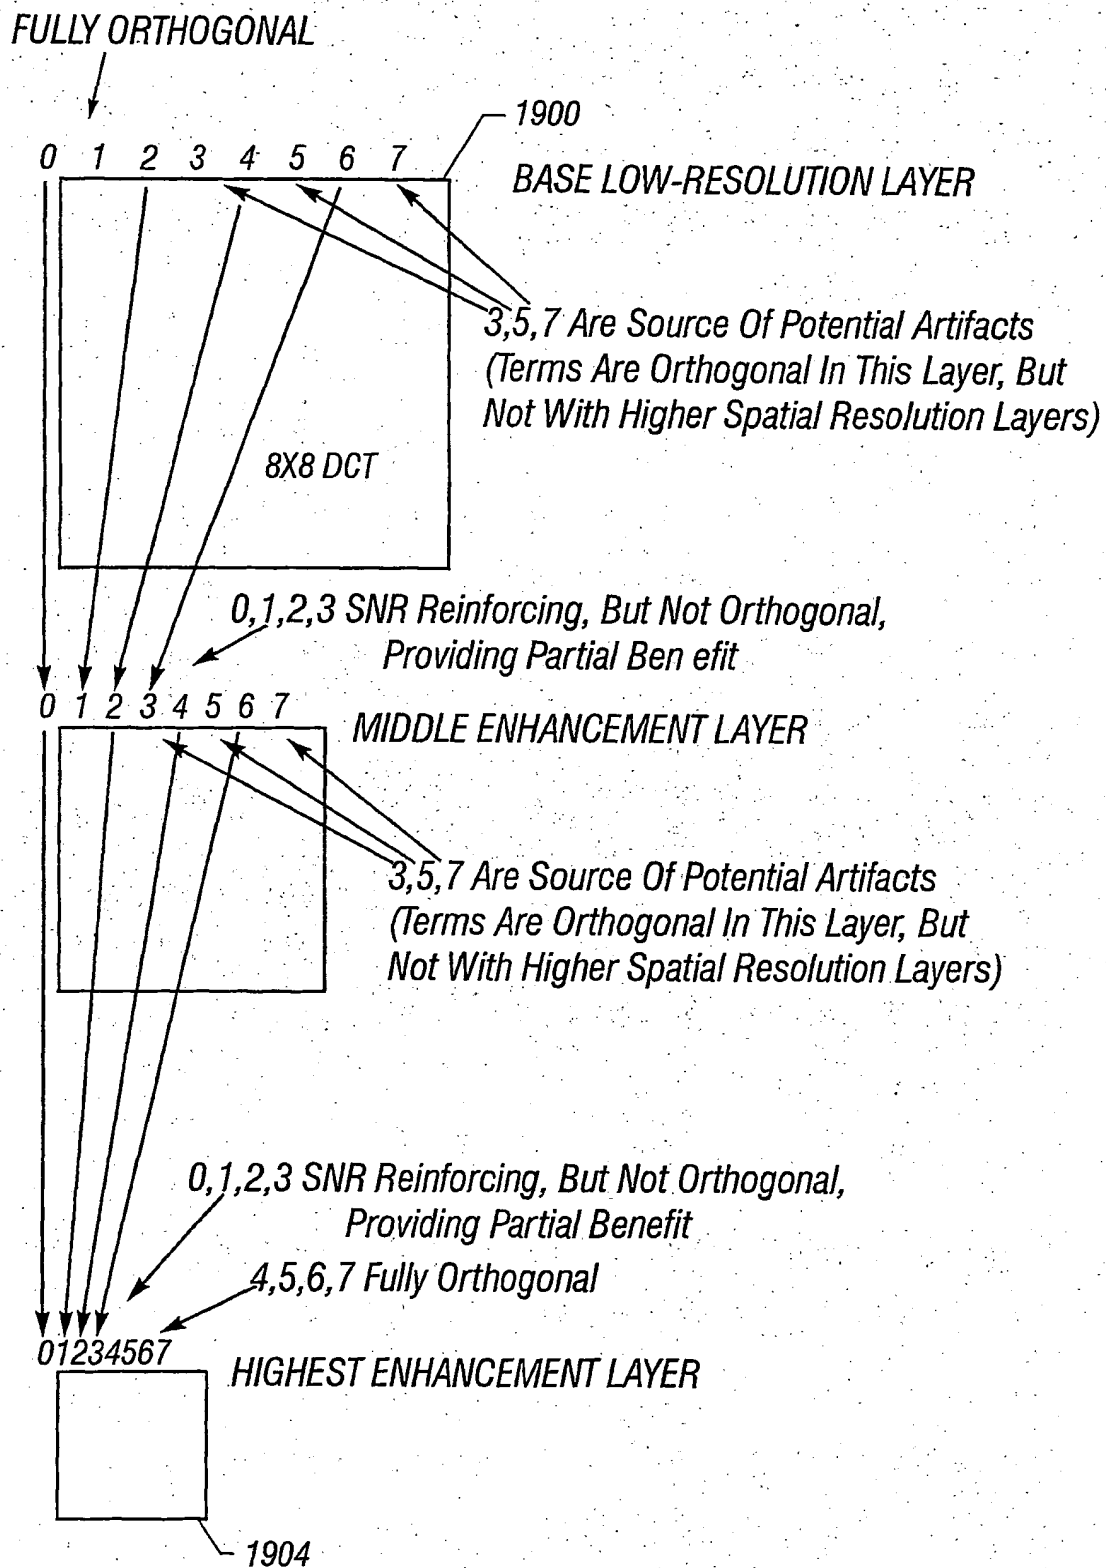 FULLY ORTHOGONAL
1900
0 1 2 3 4 5 6 7
BASE LOW-RESOLUTION LAYER
3,5,7 Are Source Of Potential Artifacts
(Terms Are Orthogonal In This Layer, But
Not With Higher Spatial Resolution Layers)
8X8 DCT
0,1,2,3 SNR Reinforcing, But Not Orthogonal,
Providing Partial Ben efit
0 1 2 3 4 5 6 7
MIDDLE ENHANCEMENT LAYER
3,5,7 Are Source Of Potential Artifacts
(Terms Are Orthogonal In This Layer, But
Not With Higher Spatial Resolution Layers)
0,1,2,3 SNR Reinforcing, But Not Orthogonal,
Providing Partial Benefit
4,5,6,7 Fully Orthogonal
01234567
HIGHEST ENHANCEMENT LAYER
1904